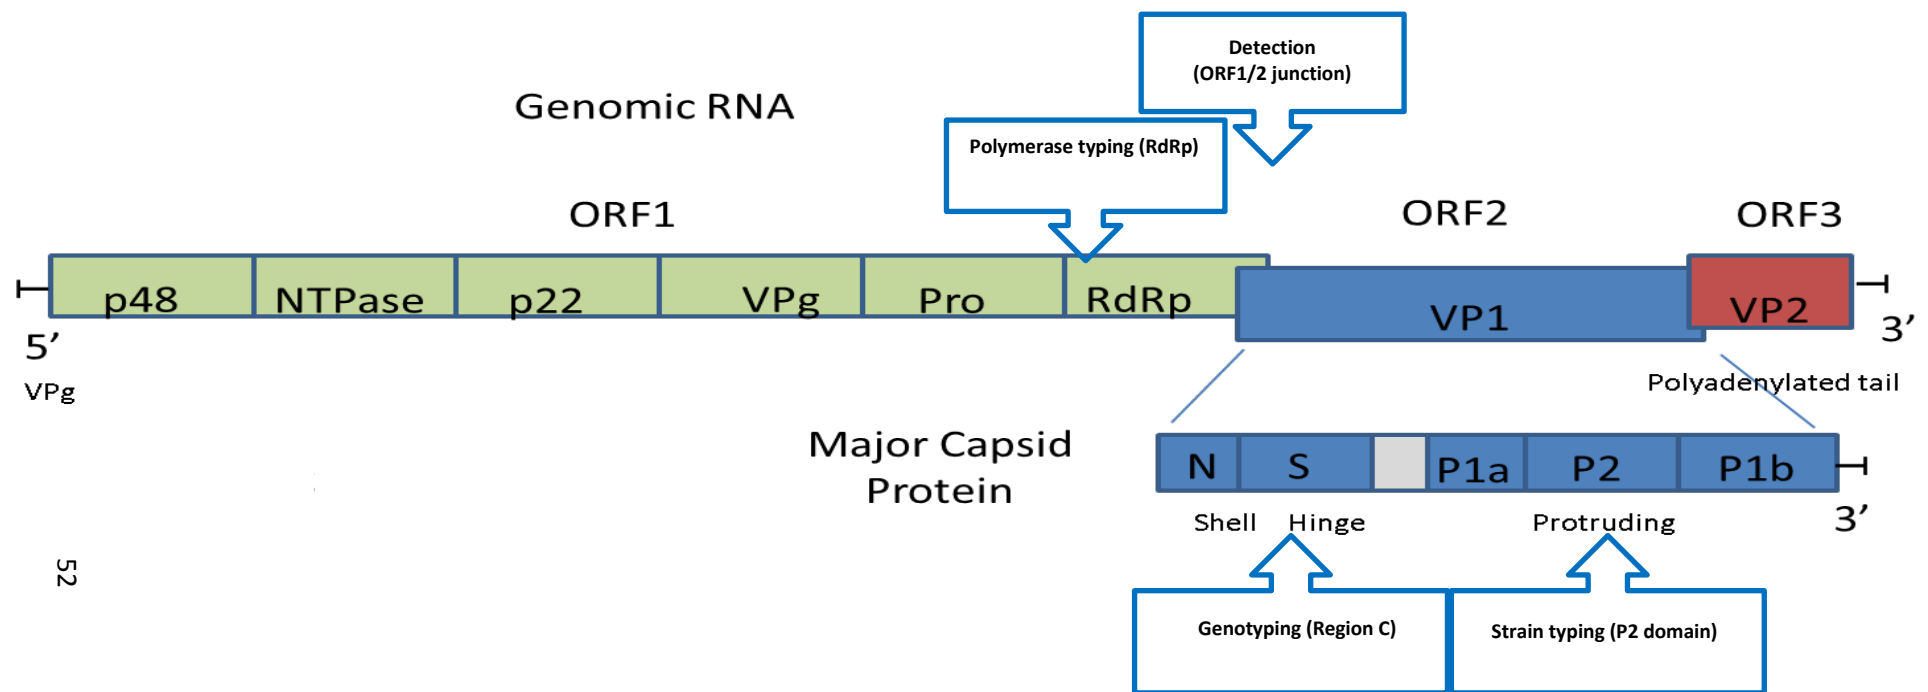 Detection
(ORF1/2 junction)
Genomic RNA
Polymerase typing (RdRp)
ORF1
ORF2
ORF3
p48
NTPase
p22
VPg
Pro
RdRp
VP1
VP2
5’
3’
VPg
Polyadenylated tail
Major Capsid
Protein
N
S
P1a
P2
P1b
Shell
Hinge
Protruding
3’
52
Genotyping (Region C)
Strain typing (P2 domain)